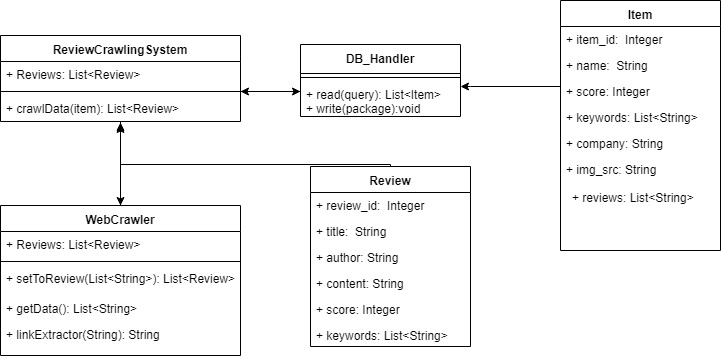 ReviewCrawlingSystem
+ Reviews: List<Review>
+ crawlData(item): List<Review>
DB_Handler
+ read(query): List<Item>
+ write(package):void
Item
+ item_id: Integer
+ name: String
+ score: Integer
+ keywords: List<String>
+ company: String
+ img_src: String
+ reviews: List<String>
WebCrawler
+ Reviews: List<Review>
+ setToReview(List<String>): List<Review>
+ getData(): List<String>
+ linkExtractor(String): String
Review
+ review_id: Integer
+ title: String
+ author: String
+ content: String
+ score: Integer
+ keywords: List<String>